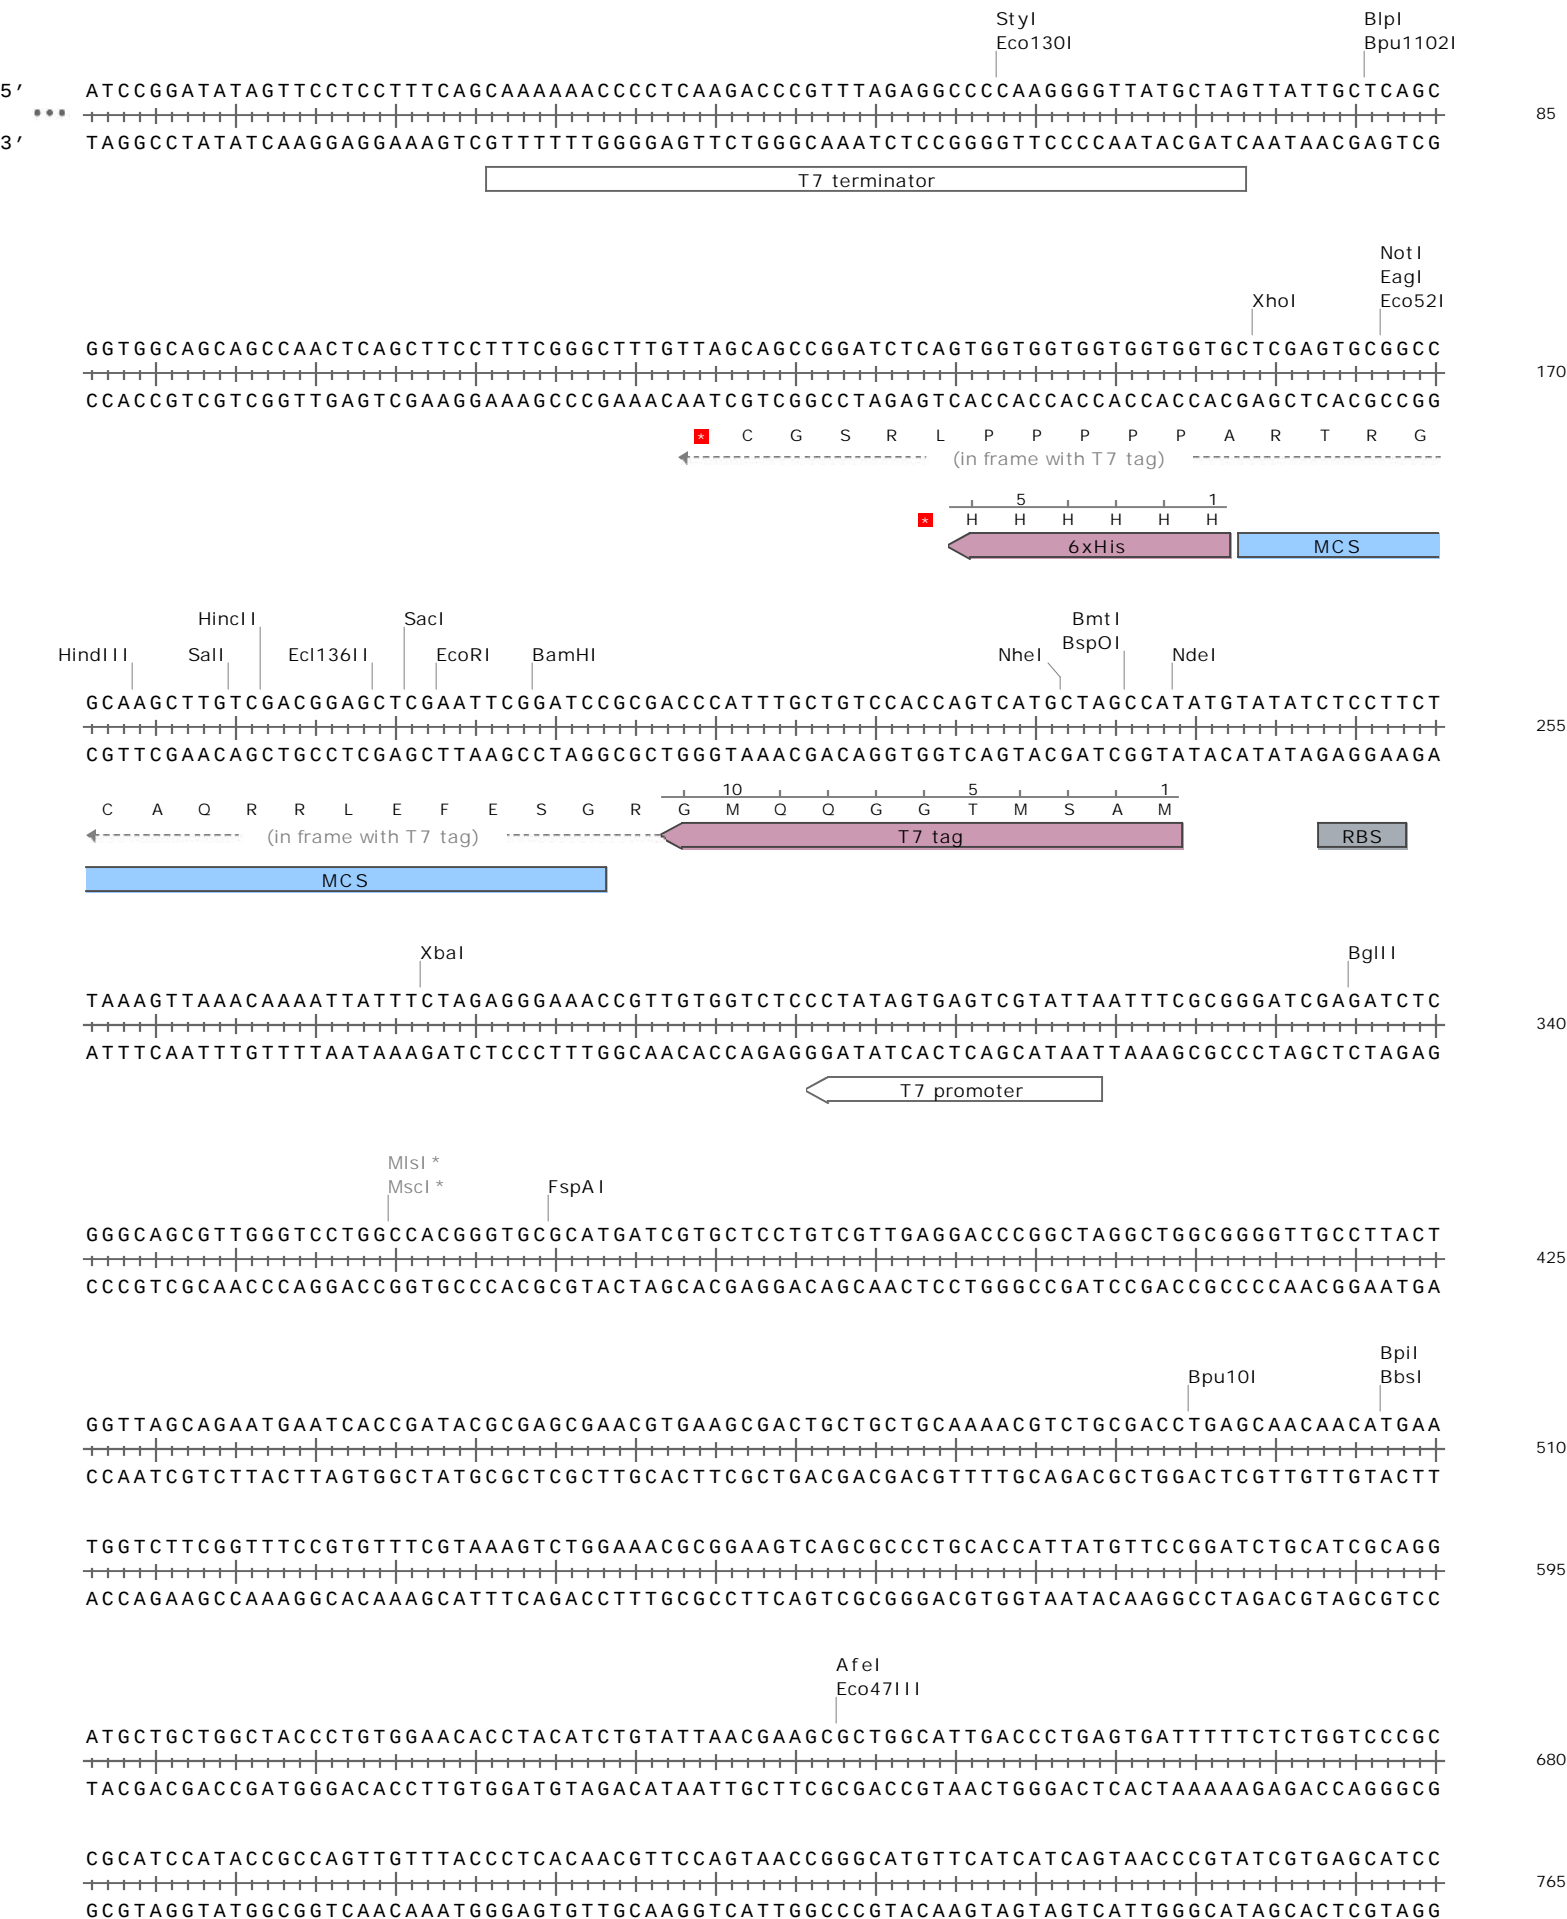 StyI BlpI
Eco130I Bpu1102I
5′ ATCCGGATATAGTTCCTCCTTTCAGCAAAAAACCCCTCAAGACCCGTTTAGAGGCCCCAAGGGGTTATGCTAGTTATTGCTCAGC
85
3′ TAGGCCTATATCAAGGAGGAAAGTCGTTTTTTGGGGAGTTCTGGGCAAATCTCCGGGGTTCCCCAATACGATCAATAACGAGTCG
T7 terminator
NotI
EagI
XhoI Eco52I
GGTGGCAGCAGCCAACTCAGCTTCCTTTCGGGCTTTGTTAGCAGCCGGATCTCAGTGGTGGTGGTGGTGGTGCTCGAGTGCGGCC
170
CCACCGTCGTCGGTTGAGTCGAAGGAAAGCCCGAAACAATCGTCGGCCTAGAGTCACCACCACCACCACCACGAGCTCACGCCGG
* C G S R L P P P P P A R T R G
(in frame with T7 tag)
5 1
* H H H H H H
6xHis MCS
HincII SacI BmtI
BspOI
HindIII SalI Ecl136II EcoRI BamHI NheI NdeI
GCAAGCTTGTCGACGGAGCTCGAATTCGGATCCGCGACCCATTTGCTGTCCACCAGTCATGCTAGCCATATGTATATCTCCTTCT
255
CGTTCGAACAGCTGCCTCGAGCTTAAGCCTAGGCGCTGGGTAAACGACAGGTGGTCAGTACGATCGGTATACATATAGAGGAAGA
10 5 1
C A Q R R L E F E S G R G M Q Q G G T M S A M
(in frame with T7 tag) T7 tag RBS
MCS
XbaI BglII
TAAAGTTAAACAAAATTATTTCTAGAGGGAAACCGTTGTGGTCTCCCTATAGTGAGTCGTATTAATTTCGCGGGATCGAGATCTC
340
ATTTCAATTTGTTTTAATAAAGATCTCCCTTTGGCAACACCAGAGGGATATCACTCAGCATAATTAAAGCGCCCTAGCTCTAGAG
T7 promoter
MlsI *
MscI * FspAI
GGGCAGCGTTGGGTCCTGGCCACGGGTGCGCATGATCGTGCTCCTGTCGTTGAGGACCCGGCTAGGCTGGCGGGGTTGCCTTACT
425
CCCGTCGCAACCCAGGACCGGTGCCCACGCGTACTAGCACGAGGACAGCAACTCCTGGGCCGATCCGACCGCCCCAACGGAATGA
BpiI
Bpu10I BbsI
GGTTAGCAGAATGAATCACCGATACGCGAGCGAACGTGAAGCGACTGCTGCTGCAAAACGTCTGCGACCTGAGCAACAACATGAA
510
CCAATCGTCTTACTTAGTGGCTATGCGCTCGCTTGCACTTCGCTGACGACGACGTTTTGCAGACGCTGGACTCGTTGTTGTACTT
TGGTCTTCGGTTTCCGTGTTTCGTAAAGTCTGGAAACGCGGAAGTCAGCGCCCTGCACCATTATGTTCCGGATCTGCATCGCAGG
595
ACCAGAAGCCAAAGGCACAAAGCATTTCAGACCTTTGCGCCTTCAGTCGCGGGACGTGGTAATACAAGGCCTAGACGTAGCGTCC
AfeI
Eco47III
ATGCTGCTGGCTACCCTGTGGAACACCTACATCTGTATTAACGAAGCGCTGGCATTGACCCTGAGTGATTTTTCTCTGGTCCCGC
680
TACGACGACCGATGGGACACCTTGTGGATGTAGACATAATTGCTTCGCGACCGTAACTGGGACTCACTAAAAAGAGACCAGGGCG
CGCATCCATACCGCCAGTTGTTTACCCTCACAACGTTCCAGTAACCGGGCATGTTCATCATCAGTAACCCGTATCGTGAGCATCC
765
GCGTAGGTATGGCGGTCAACAAATGGGAGTGTTGCAAGGTCATTGGCCCGTACAAGTAGTAGTCATTGGGCATAGCACTCGTAGG